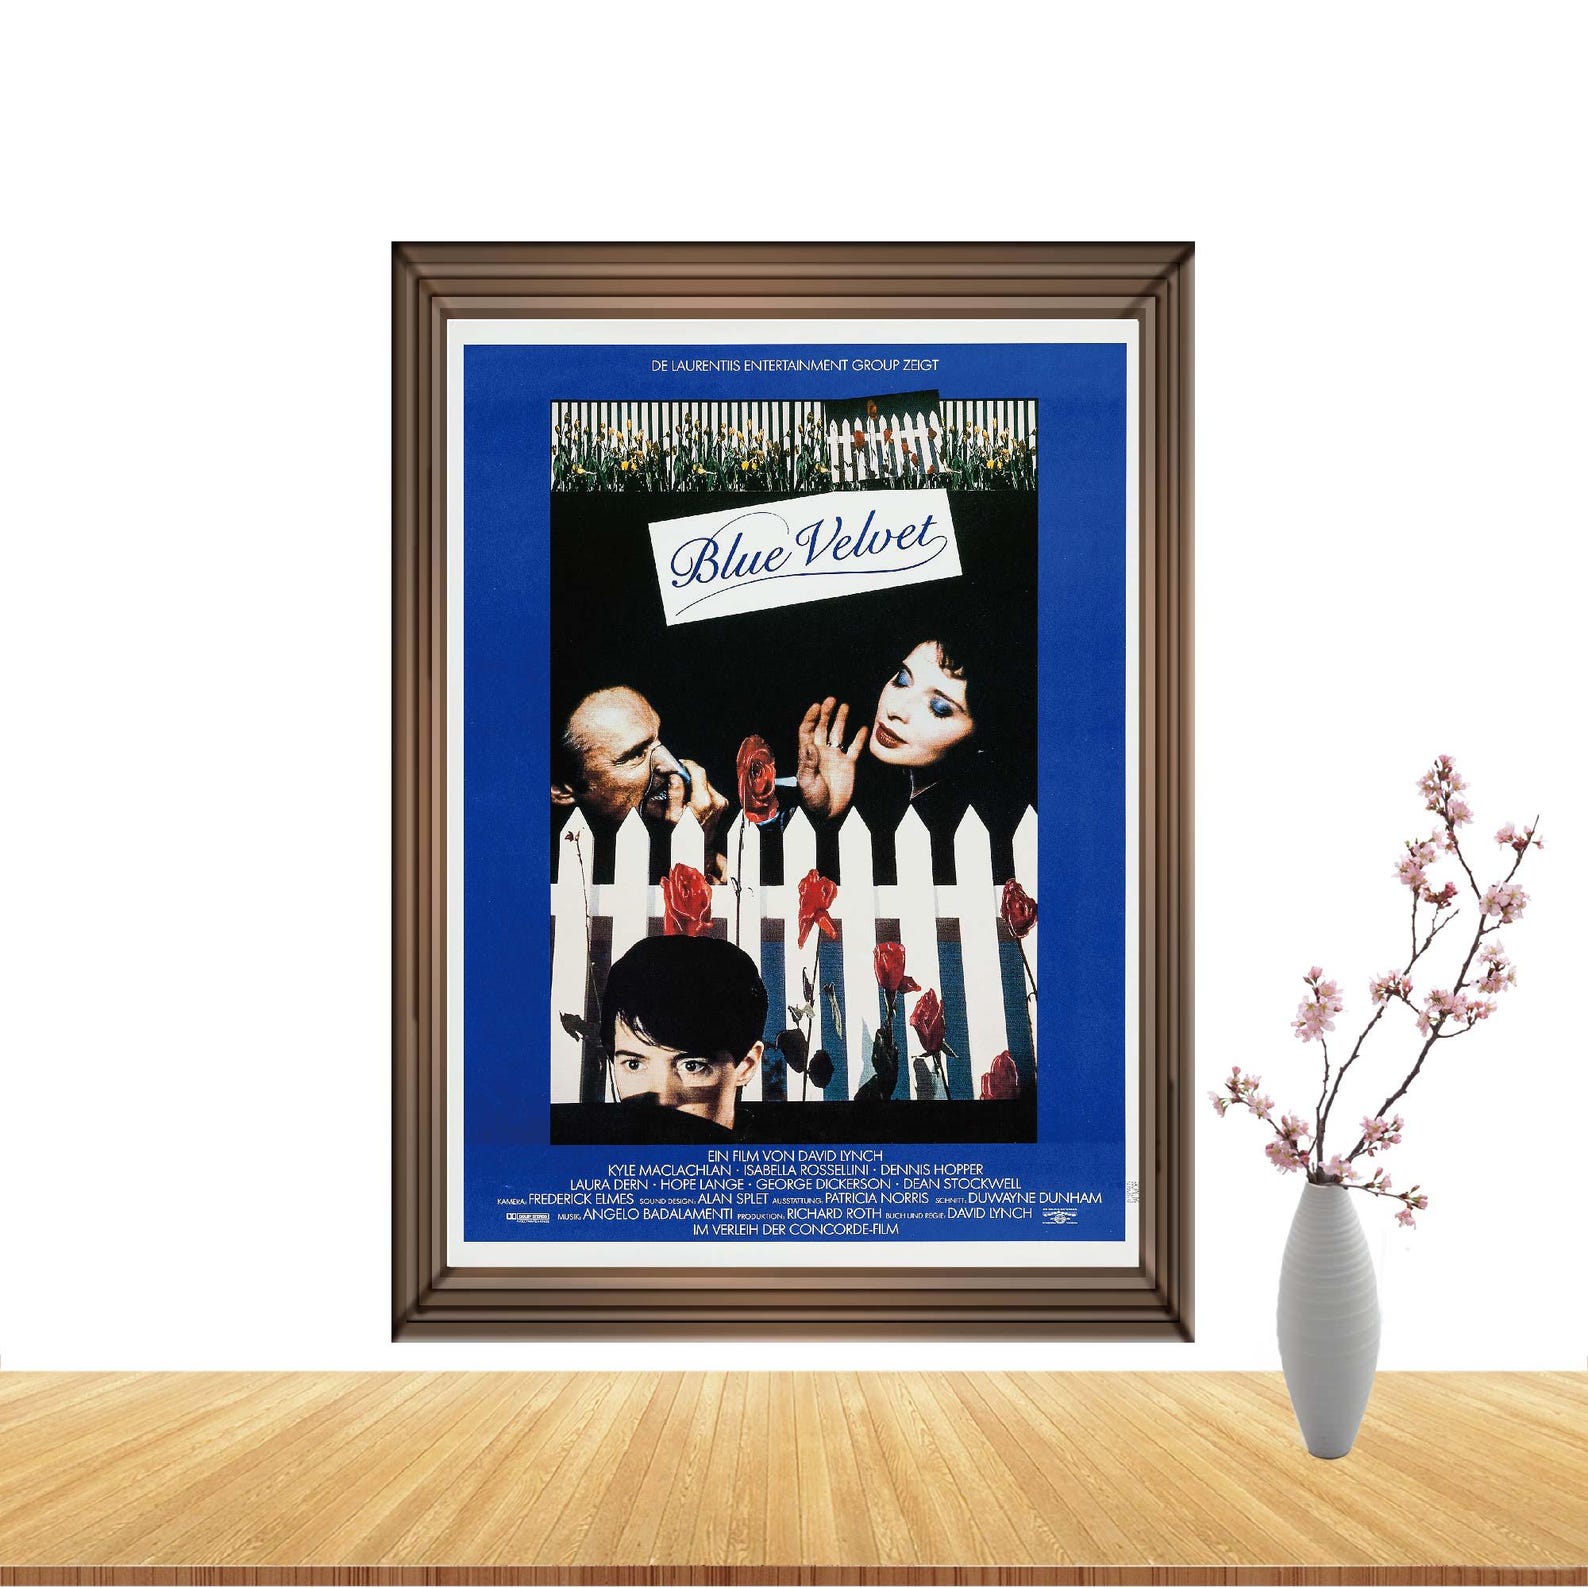 DE LAURENTIIS ENTERTAINMENT GROUP ZEIGT
Blue Velvet
EIN FILM VON DAVID LYNCH
KYLE MACLACHLAN · ISABELLA ROSSELLINI · DENNIS HOPPER
LAURA DERN · HOPE LANGE · GEORGE DICKERSON · DEAN STOCKWELL
KAMERA: FREDERICK ELMES SOUND DESIGN: ALAN SPLET AUSSTATTUNG: PATRICIA NORRIS SCHNITT: DUWAYNE DUNHAM
DOLBY STEREO MUSIK: ANGELO BADALAMENTI PRODUKTION: RICHARD ROTH BUCH UND REGIE: DAVID LYNCH
IM VERLEIH DER CONCORDE-FILM